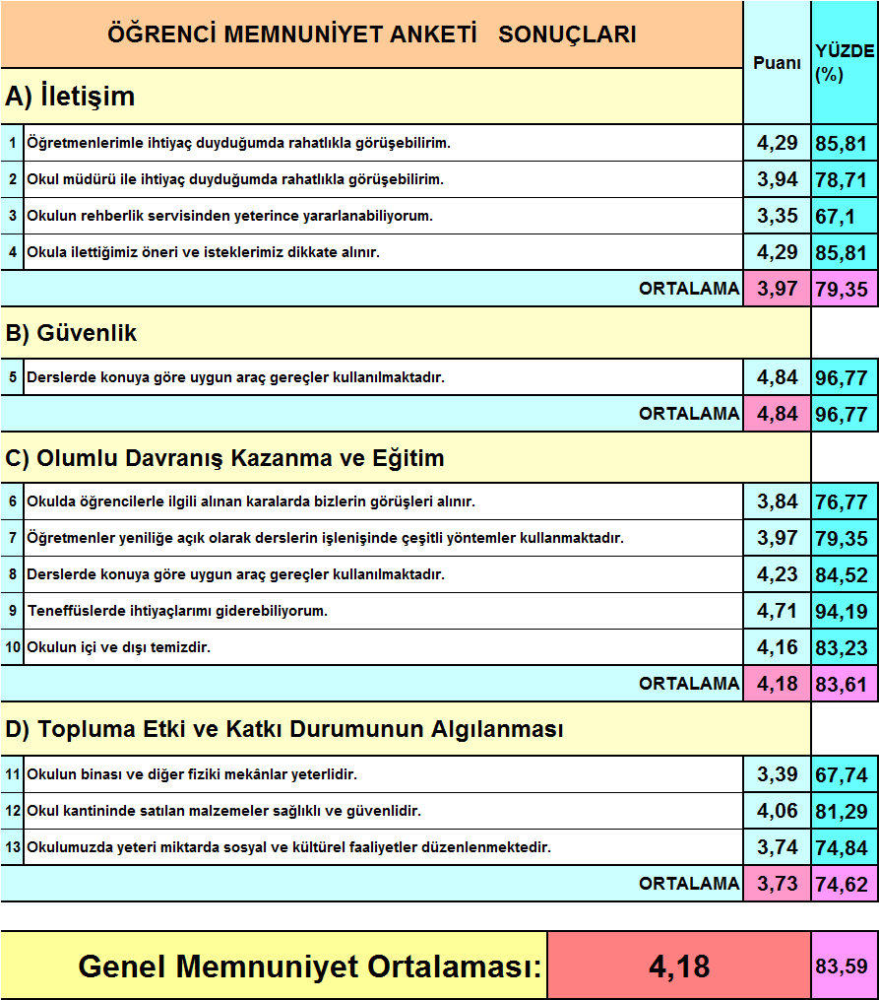 ÖĞRENCİ MEMNUNİYET ANKETİ SONUÇLARI
Puanı
YÜZDE
(%)
A) İletişim
1 Öğretmenlerimle ihtiyaç duyduğumda rahatlıkla görüşebilirim. 4,29 85,81
2 Okul müdürü ile ihtiyaç duyduğumda rahatlıkla görüşebilirim. 3,94 78,71
3 Okulun rehberlik servisinden yeterince yararlanabiliyorum. 3,35 67,1
4 Okula ilettiğimiz öneri ve isteklerimiz dikkate alınır. 4,29 85,81
ORTALAMA 3,97 79,35
B) Güvenlik
5 Derslerde konuya göre uygun araç gereçler kullanılmaktadır. 4,84 96,77
ORTALAMA 4,84 96,77
C) Olumlu Davranış Kazanma ve Eğitim
6 Okulda öğrencilerle ilgili alınan karalarda bizlerin görüşleri alınır. 3,84 76,77
7 Öğretmenler yeniliğe açık olarak derslerin işlenişinde çeşitli yöntemler kullanmaktadır. 3,97 79,35
8 Derslerde konuya göre uygun araç gereçler kullanılmaktadır. 4,23 84,52
9 Teneffüslerde ihtiyaçlarımı giderebiliyorum. 4,71 94,19
10 Okulun içi ve dışı temizdir. 4,16 83,23
ORTALAMA 4,18 83,61
D) Topluma Etki ve Katkı Durumunun Algılanması
11 Okulun binası ve diğer fiziki mekânlar yeterlidir. 3,39 67,74
12 Okul kantininde satılan malzemeler sağlıklı ve güvenlidir. 4,06 81,29
13 Okulumuzda yeteri miktarda sosyal ve kültürel faaliyetler düzenlenmektedir. 3,74 74,84
ORTALAMA 3,73 74,62
Genel Memnuniyet Ortalaması: 4,18 83,59